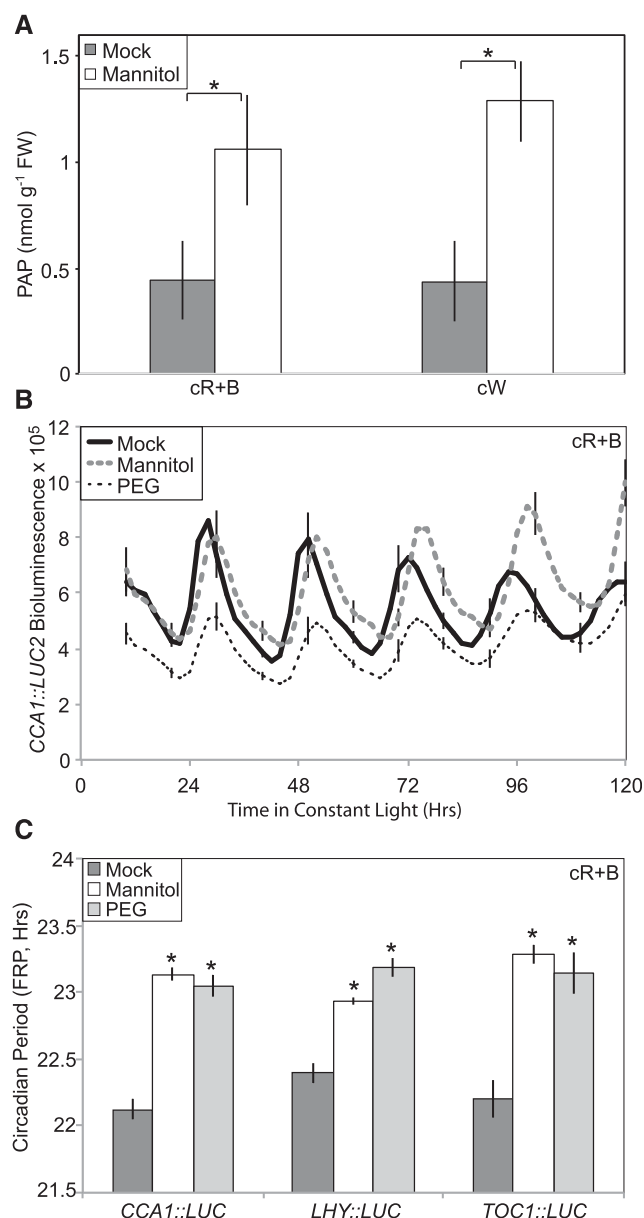 A
Mock
Mannitol
PAP (nmol g⁻¹ FW)
1.5
1
0.5
0
*
*
cR+B
cW
B
Mock
Mannitol
PEG
cR+B
CCA1::LUC2 Bioluminescence x 10⁵
12
10
8
6
4
2
0
0 24 48 72 96 120
Time in Constant Light (Hrs)
C
Mock
Mannitol
PEG
cR+B
Circadian Period (FRP, Hrs)
24
23.5
23
22.5
22
21.5
* * * * * *
CCA1::LUC LHY::LUC TOC1::LUC